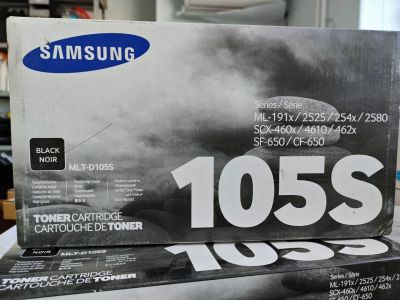 SAMSUNG
Series / Série
ML-191x / 2525 / 254x / 2580
SCX-460x / 4610 / 462x
SF-650 / CF-650
BLACK
NOIR
MLT-D105S
105S
TONER CARTRIDGE
CARTOUCHE DE TONER
NOIR
MLT-D105S
105S
TONER CARTRIDGE
CARTOUCHE DE TONER
Series / Série
ML-191x / 2525 / 254x /
SCX-460x / 4610 / 462x
SF-650 / CF-650